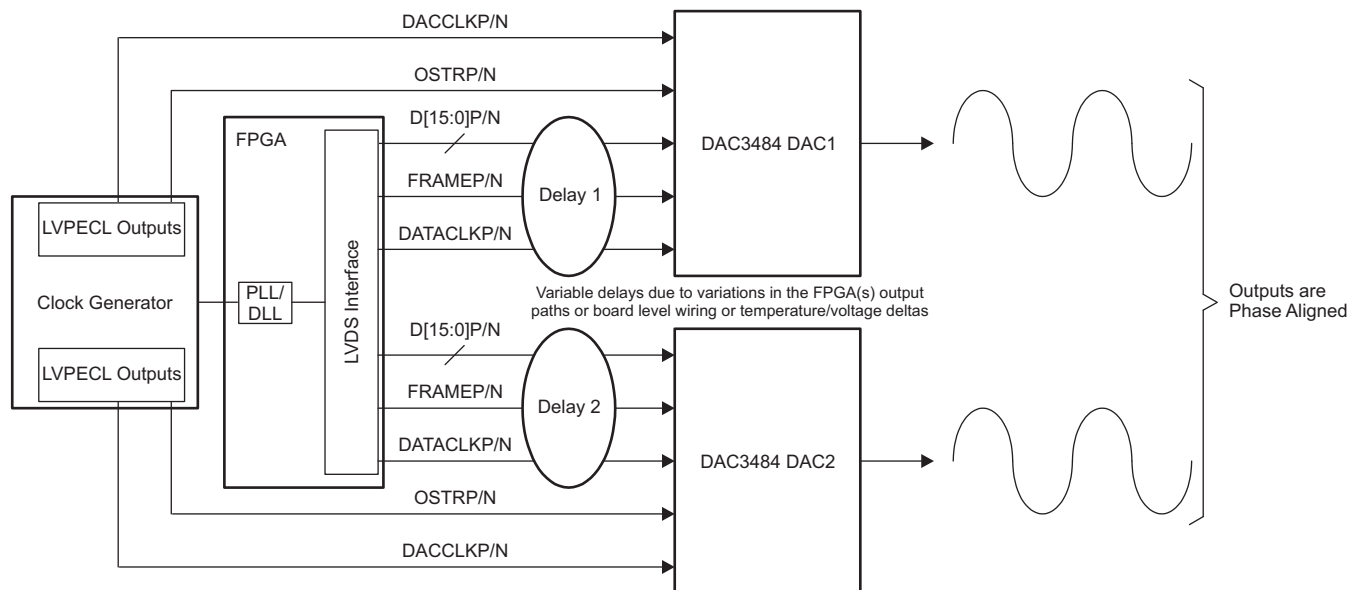 DACCLKP/N
OSTRP/N
D[15:0]P/N
FPGA
DAC3484 DAC1
FRAMEP/N
Delay 1
LVPECL Outputs
DATACLKP/N
Clock Generator
PLL/
DLL
LVDS Interface
Variable delays due to variations in the FPGA(s) output
paths or board level wiring or temperature/voltage deltas
Outputs are
Phase Aligned
D[15:0]P/N
LVPECL Outputs
FRAMEP/N
Delay 2
DATACLKP/N
DAC3484 DAC2
OSTRP/N
DACCLKP/N